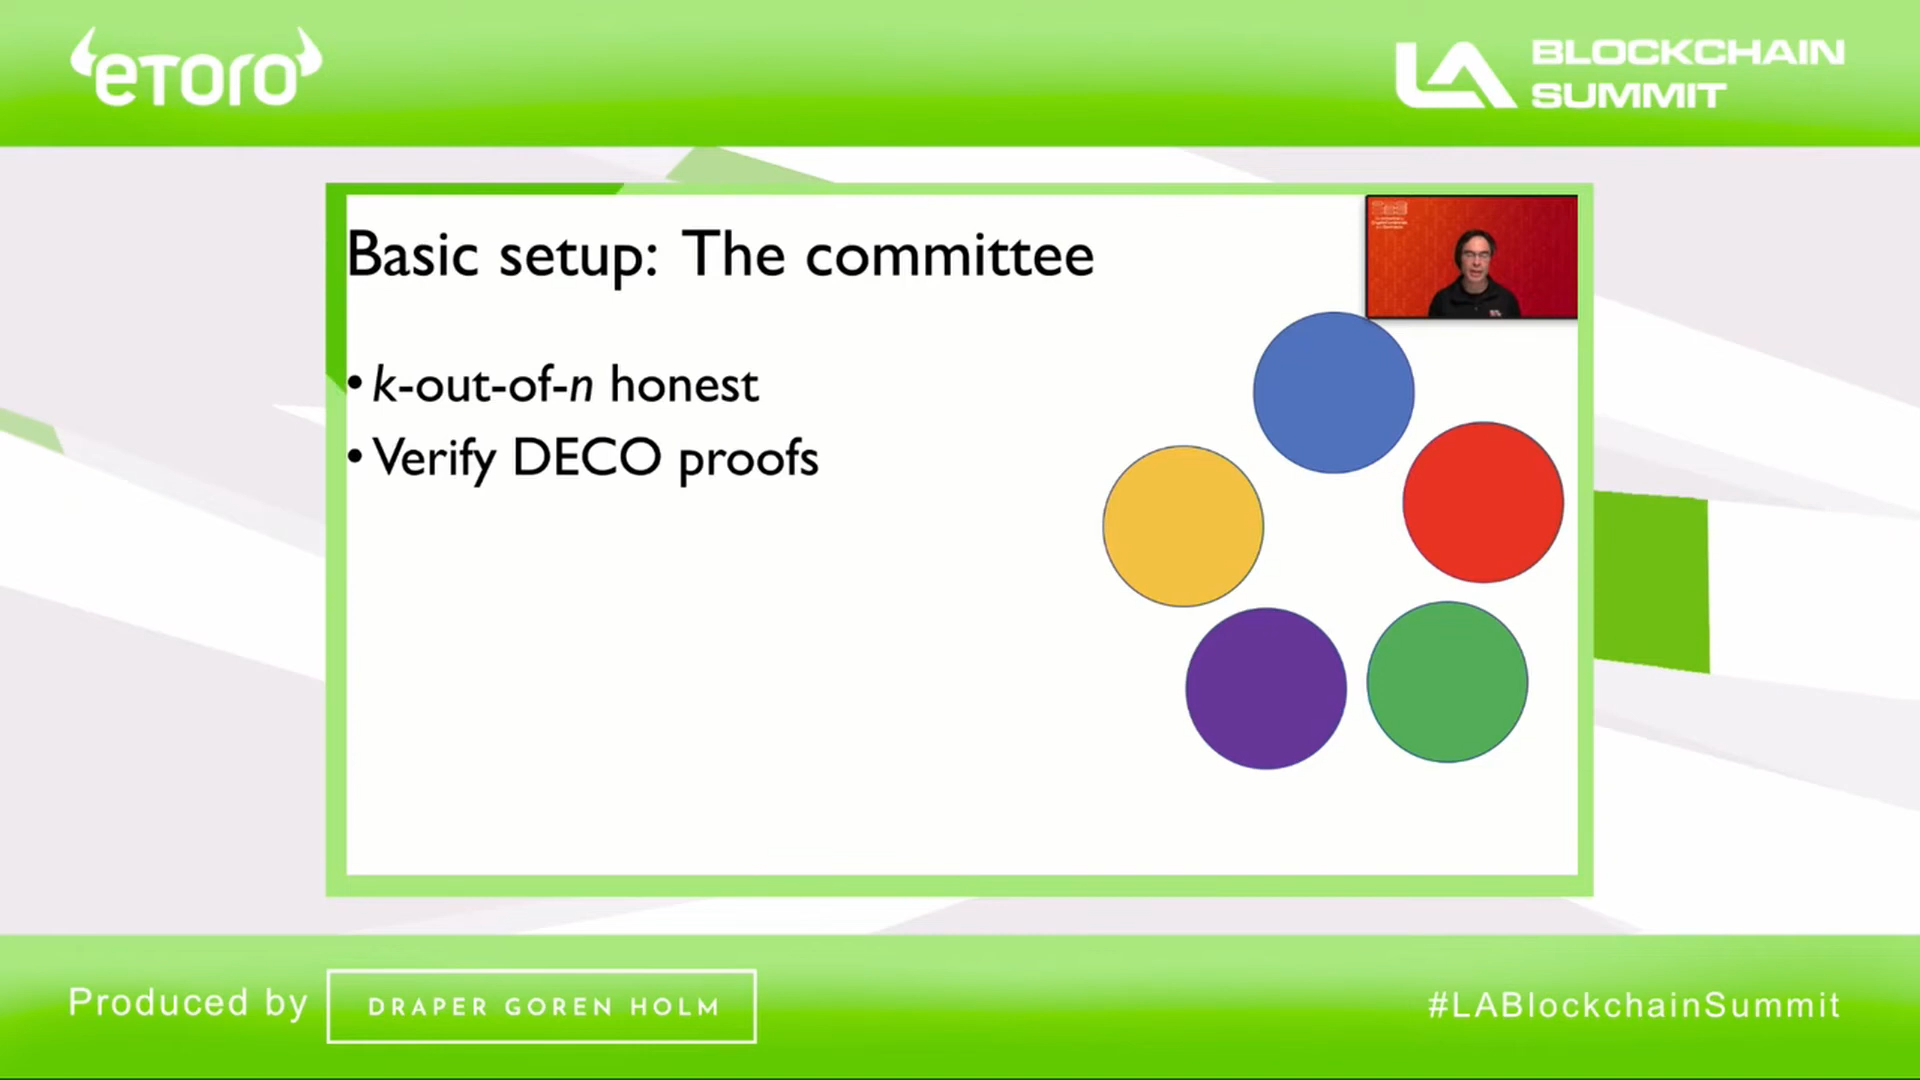 eToro
LA BLOCKCHAIN
SUMMIT
Basic setup: The committee
• k-out-of-n honest
• Verify DECO proofs
Produced by DRAPER GOREN HOLM
#LABlockchainSummit